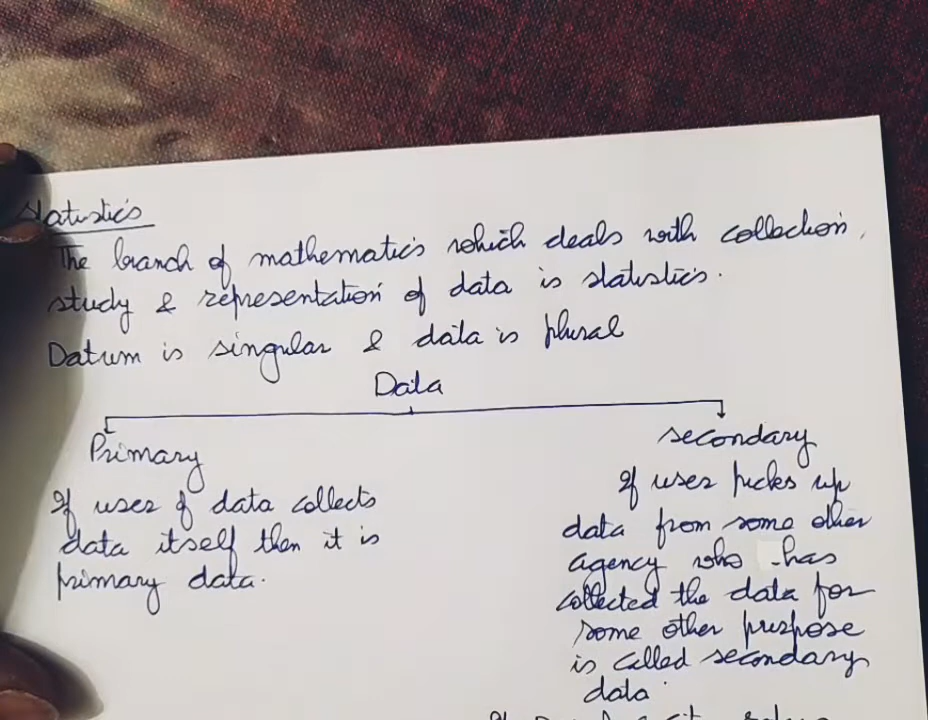 Statistics
The branch of mathematics which deals with collection,
study & representation of data is statistics.
Datum is singular & data is plural
Data
Primary
If user of data collects
data itself then it is
primary data.
secondary
If user picks up
data from some other
agency who has
collected the data for
some other purpose
is called secondary
data.